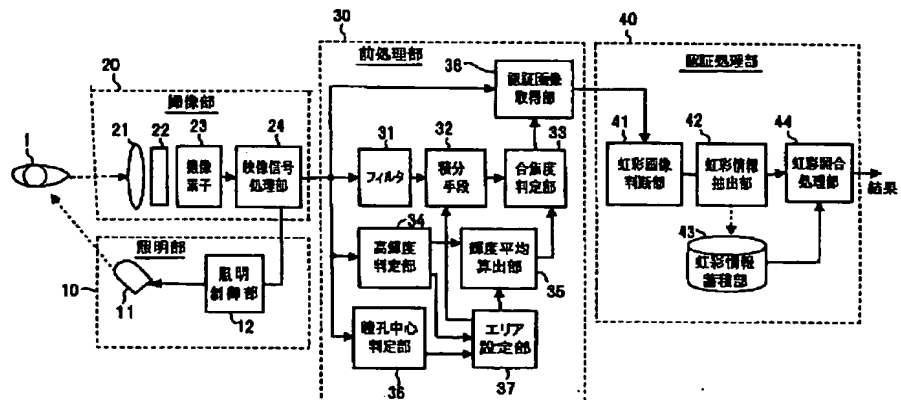 30
前処理部
40
認証処理部
20
撮像部
21
22
23
24
撮像
素子
映像信号
処理部
1
38
認証画像
取得部
31
フィルタ
32
積分
手段
33
合焦度
判定部
34
高輝度
判定部
輝度平均
算出部
35
瞳孔中心
判定部
36
エリア
設定部
37
41
虹彩画像
判断部
42
虹彩情報
抽出部
44
虹彩照合
処理部
結果
43
虹彩情報
蓄積部
照明部
10
11
照明
制御部
12